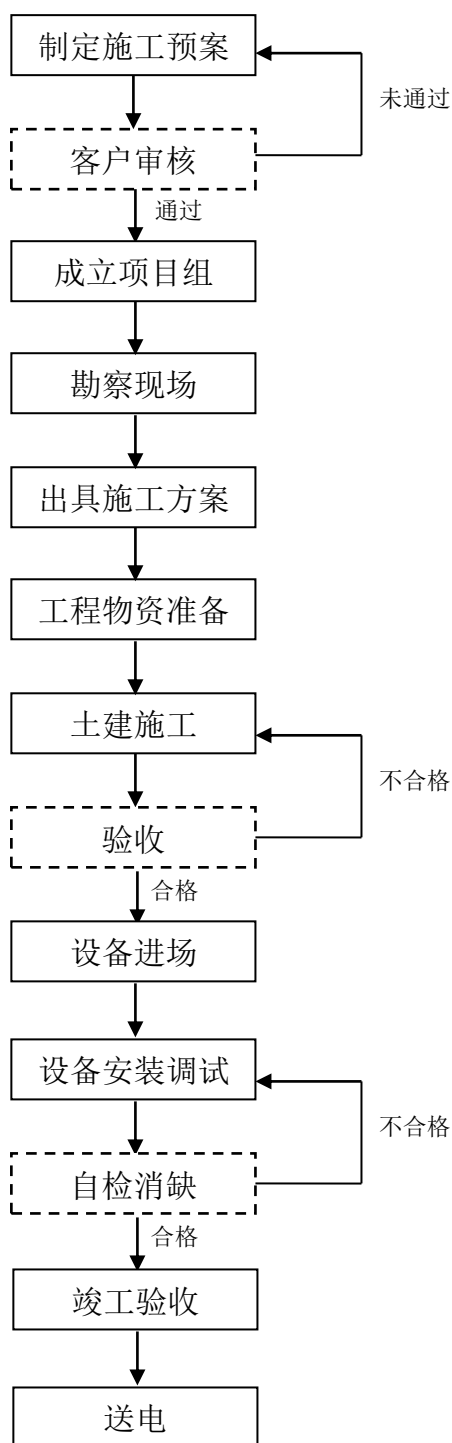 制定施工预案
未通过
客户审核
通过
成立项目组
勘察现场
出具施工方案
工程物资准备
土建施工
不合格
验收
合格
设备进场
设备安装调试
不合格
自检消缺
合格
竣工验收
送电